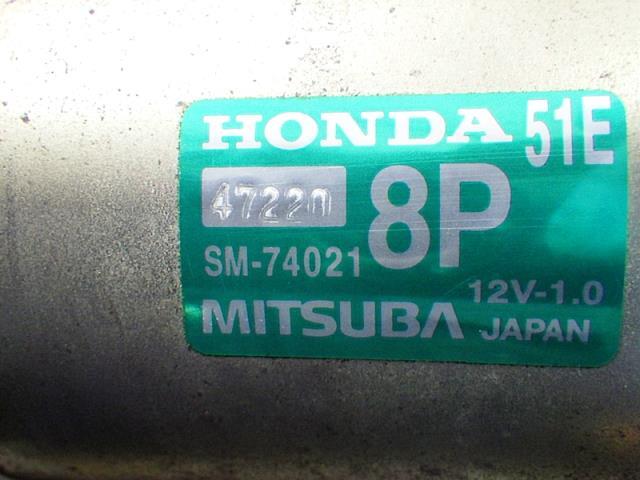 HONDA 51E
47220 8P
SM-74021
12V-1.0
MITSUBA JAPAN